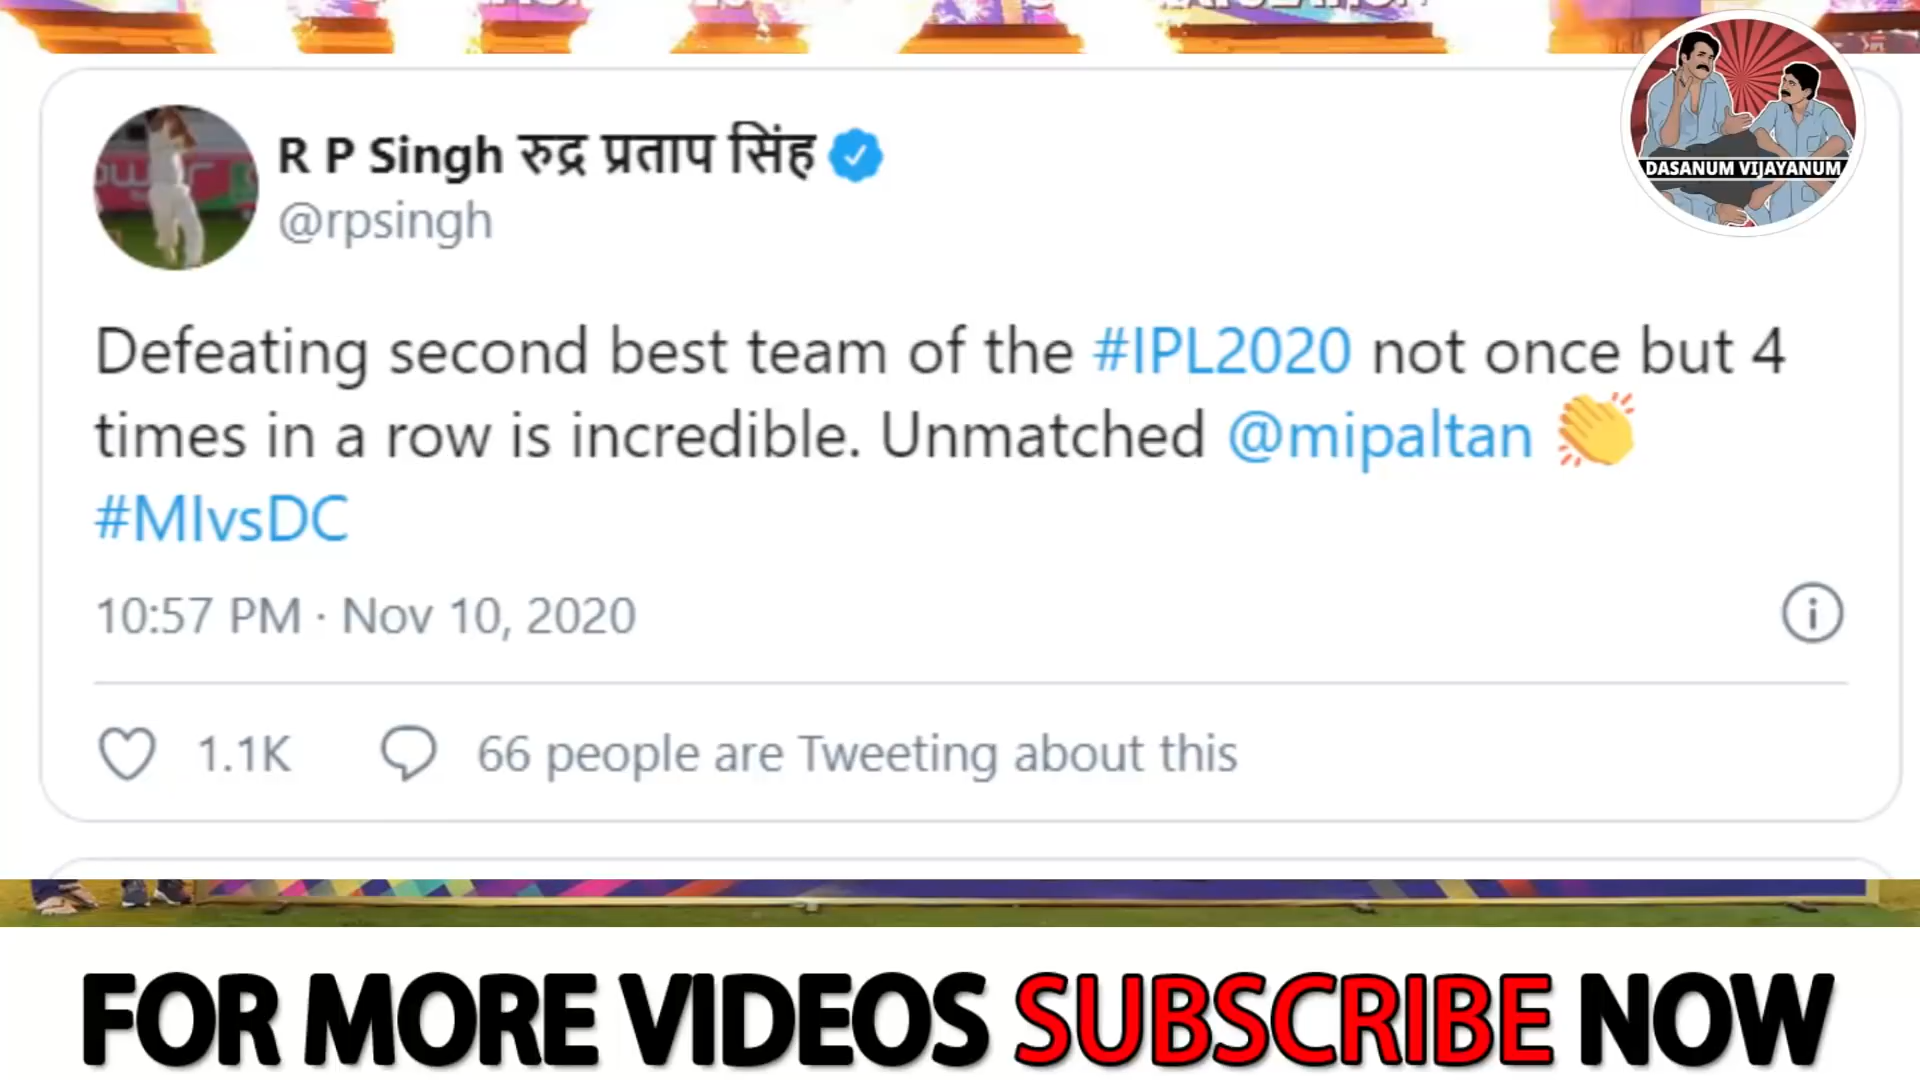 DASANUM VIJAYANUM
R P Singh रुद्र प्रताप सिंह
@rpsingh
Defeating second best team of the #IPL2020 not once but 4
times in a row is incredible. Unmatched @mipaltan 👏
#MIvsDC
10:57 PM · Nov 10, 2020
1.1K 66 people are Tweeting about this
FOR MORE VIDEOS SUBSCRIBE NOW